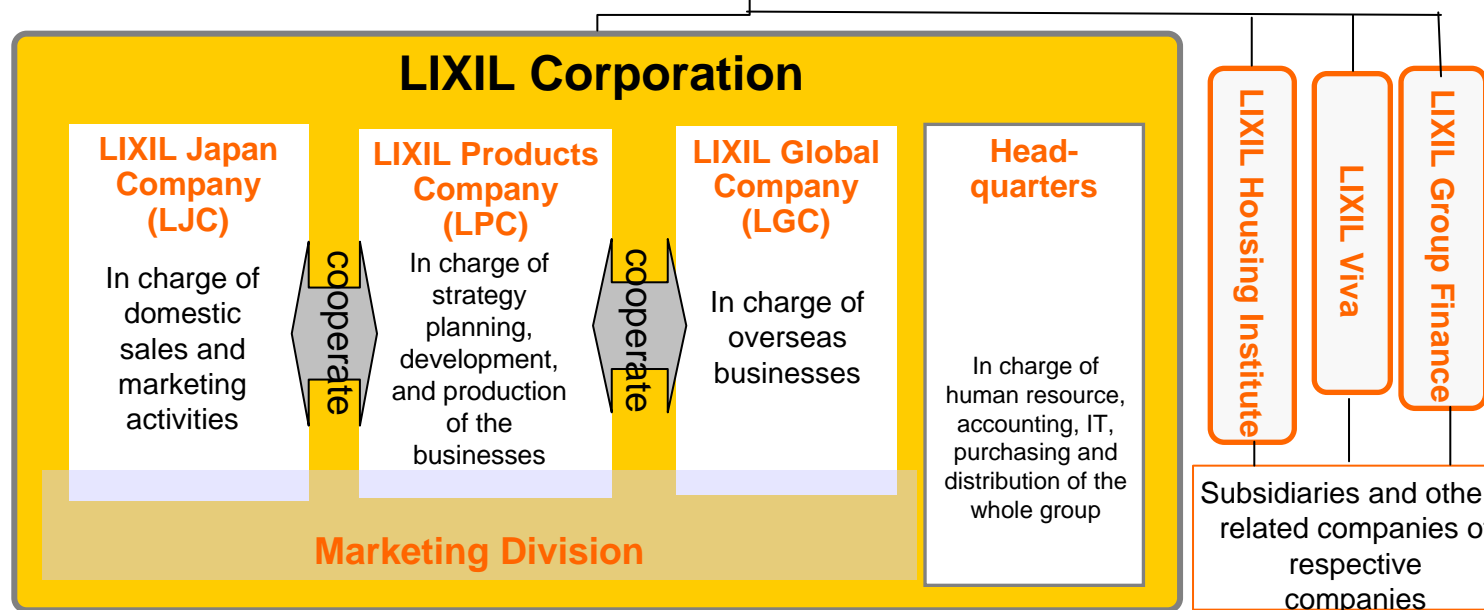 LIXIL Corporation
LIXIL Japan
Company
(LJC)
In charge of
domestic
sales and
marketing
activities
cooperate
LIXIL Products
Company
(LPC)
In charge of
strategy
planning,
development,
and production
of the
businesses
cooperate
LIXIL Global
Company
(LGC)
In charge of
overseas
businesses
Head-
quarters
In charge of
human resource,
accounting, IT,
purchasing and
distribution of the
whole group
Marketing Division
LIXIL Housing Institute
LIXIL Viva
LIXIL Group Finance
Subsidiaries and othe
related companies o
respective
companies